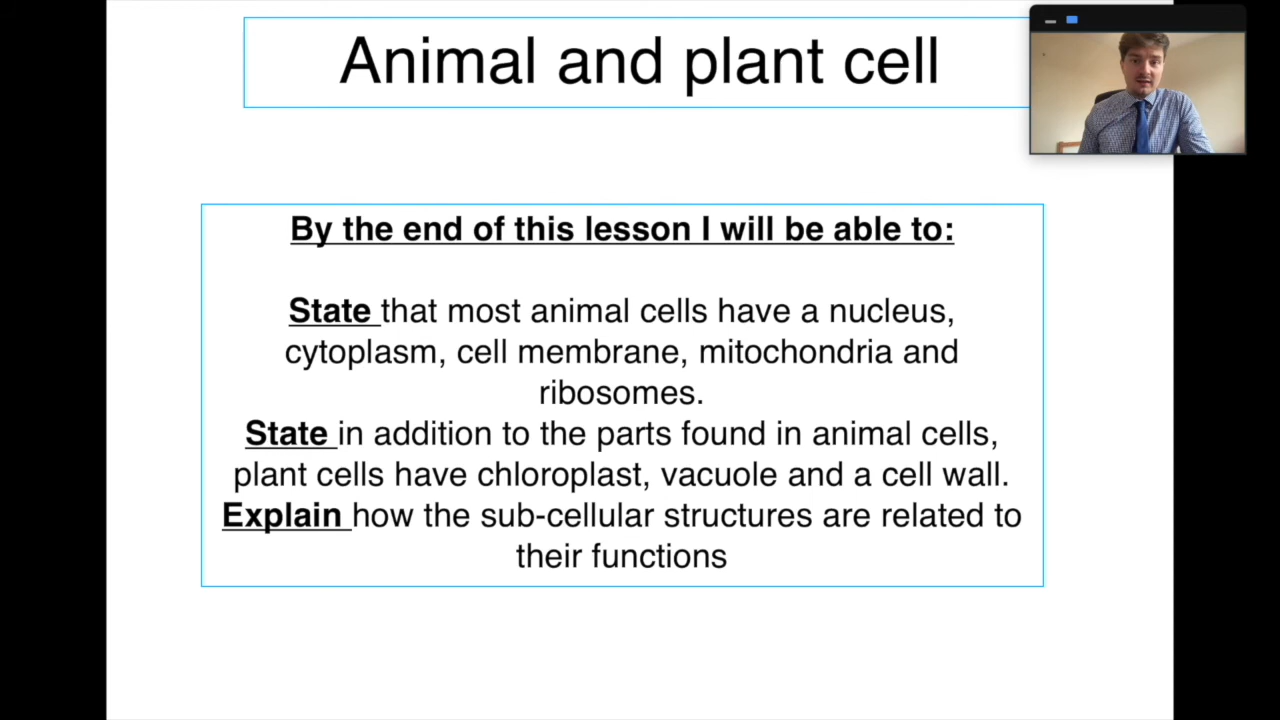 Animal and plant cell
By the end of this lesson I will be able to:
State that most animal cells have a nucleus,
cytoplasm, cell membrane, mitochondria and
ribosomes.
State in addition to the parts found in animal cells,
plant cells have chloroplast, vacuole and a cell wall.
Explain how the sub-cellular structures are related to
their functions